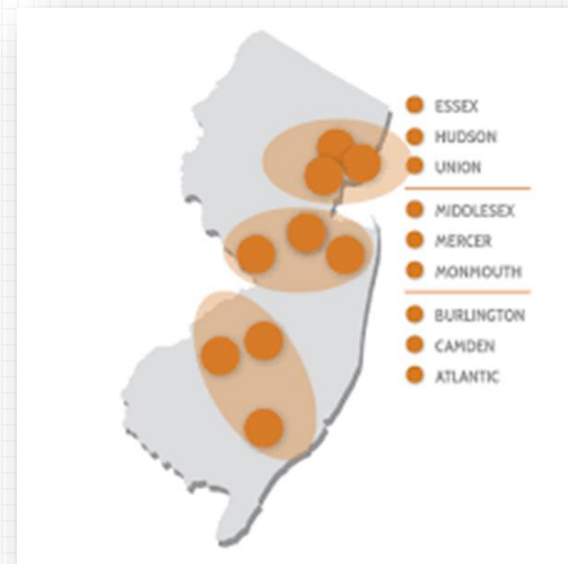 ESSEX
HUDSON
UNION
MIDDLESEX
MERCER
MONMOUTH
BURLINGTON
CAMDEN
ATLANTIC